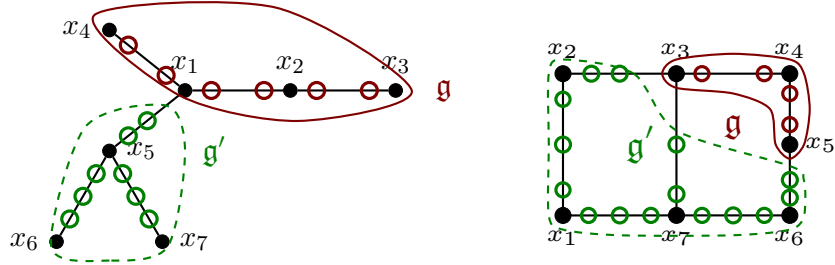 x₄
x₁ x₂ x₃ 𝔤
x₅ 𝔤′
x₆ x₇
x₂ x₃ x₄
𝔤′ 𝔤 x₅
x₁ x₇ x₆